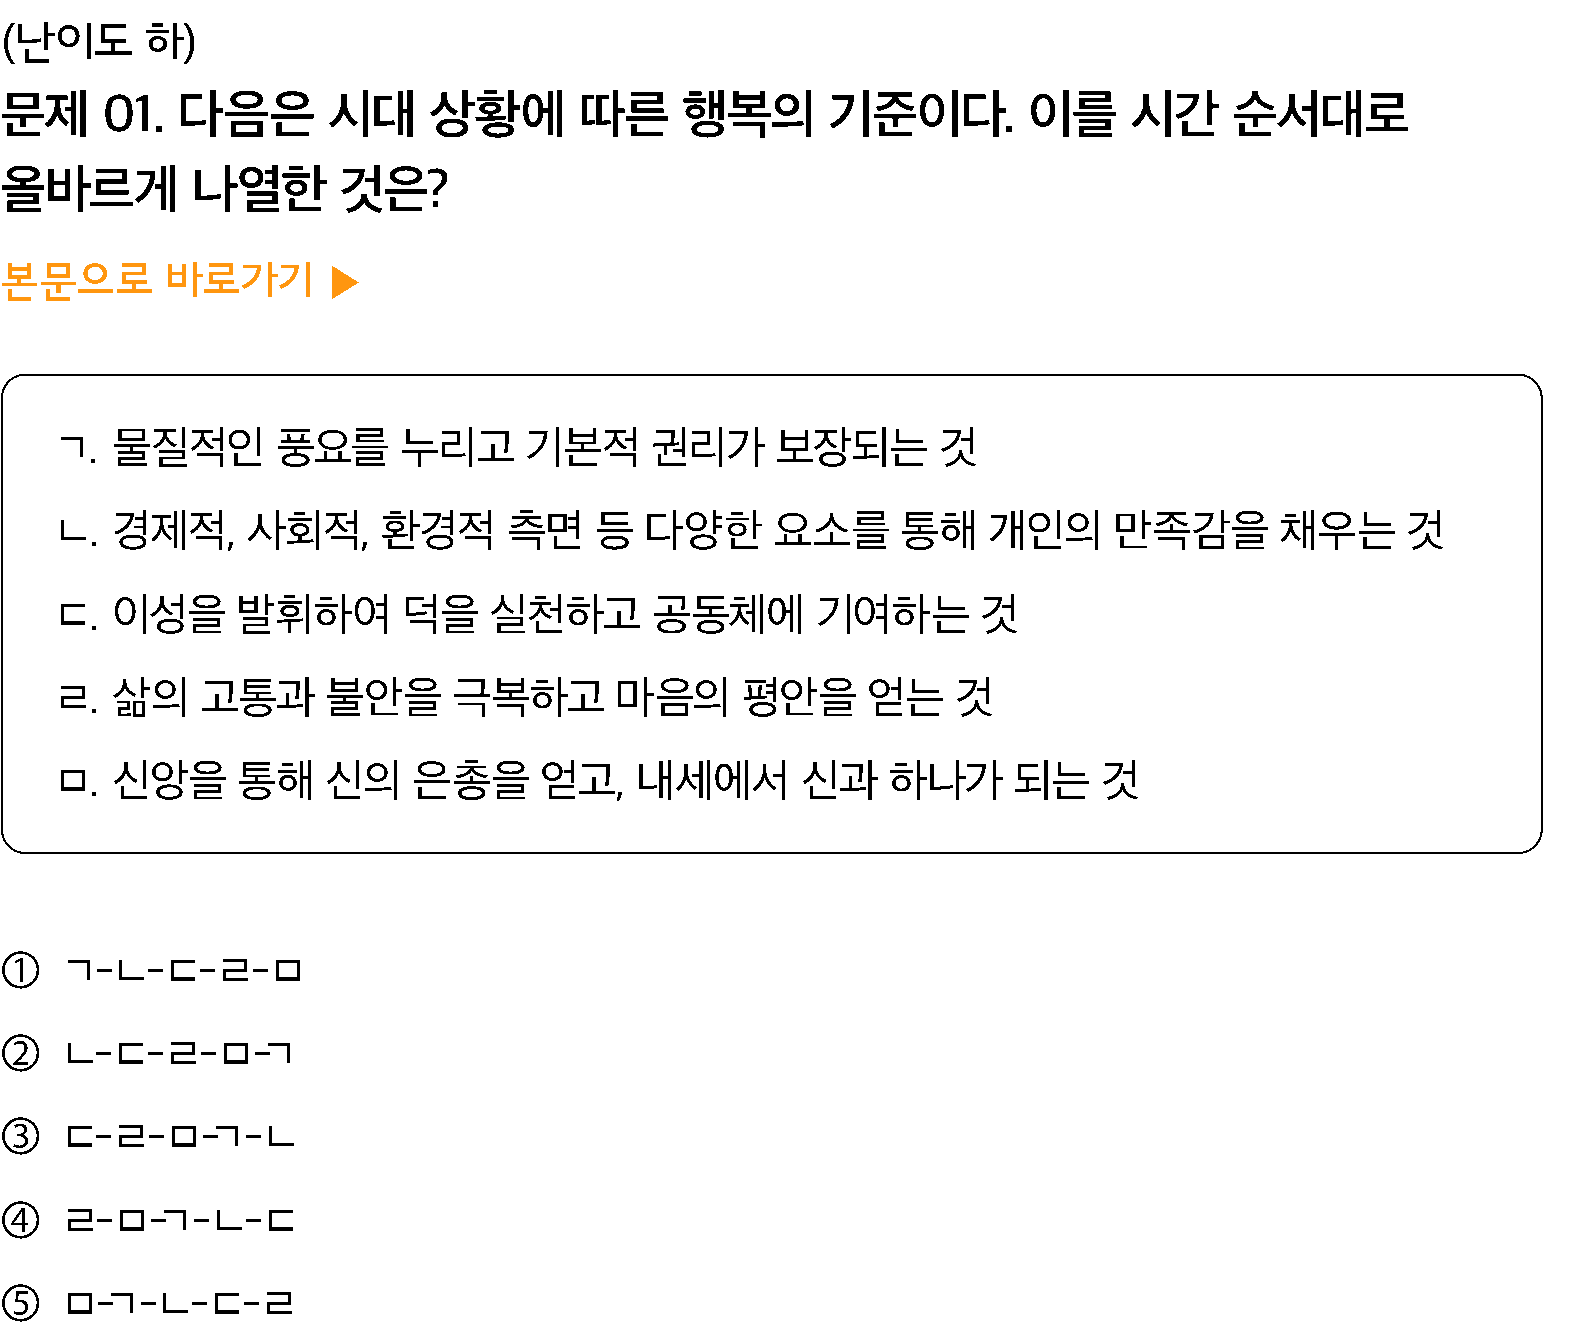 (난이도 하)
문제 01. 다음은 시대 상황에 따른 행복의 기준이다. 이를 시간 순서대로
올바르게 나열한 것은?
본문으로 바로가기 ▶
ㄱ. 물질적인 풍요를 누리고 기본적 권리가 보장되는 것
ㄴ. 경제적, 사회적, 환경적 측면 등 다양한 요소를 통해 개인의 만족감을 채우는 것
ㄷ. 이성을 발휘하여 덕을 실천하고 공동체에 기여하는 것
ㄹ. 삶의 고통과 불안을 극복하고 마음의 평안을 얻는 것
ㅁ. 신앙을 통해 신의 은총을 얻고, 내세에서 신과 하나가 되는 것
① ㄱ-ㄴ-ㄷ-ㄹ-ㅁ
② ㄴ-ㄷ-ㄹ-ㅁ-ㄱ
③ ㄷ-ㄹ-ㅁ-ㄱ-ㄴ
④ ㄹ-ㅁ-ㄱ-ㄴ-ㄷ
⑤ ㅁ-ㄱ-ㄴ-ㄷ-ㄹ